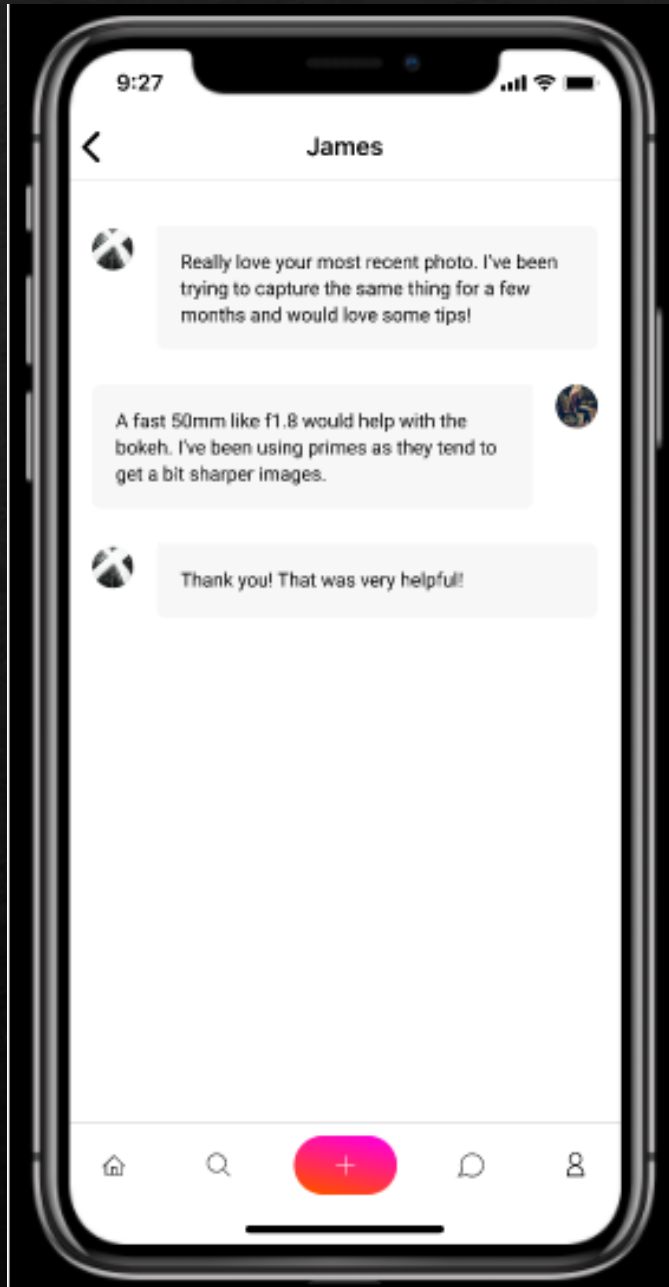 9:27
James
Really love your most recent photo. I've been
trying to capture the same thing for a few
months and would love some tips!
A fast 50mm like f1.8 would help with the
bokeh. I've been using primes as they tend to
get a bit sharper images.
Thank you! That was very helpful!